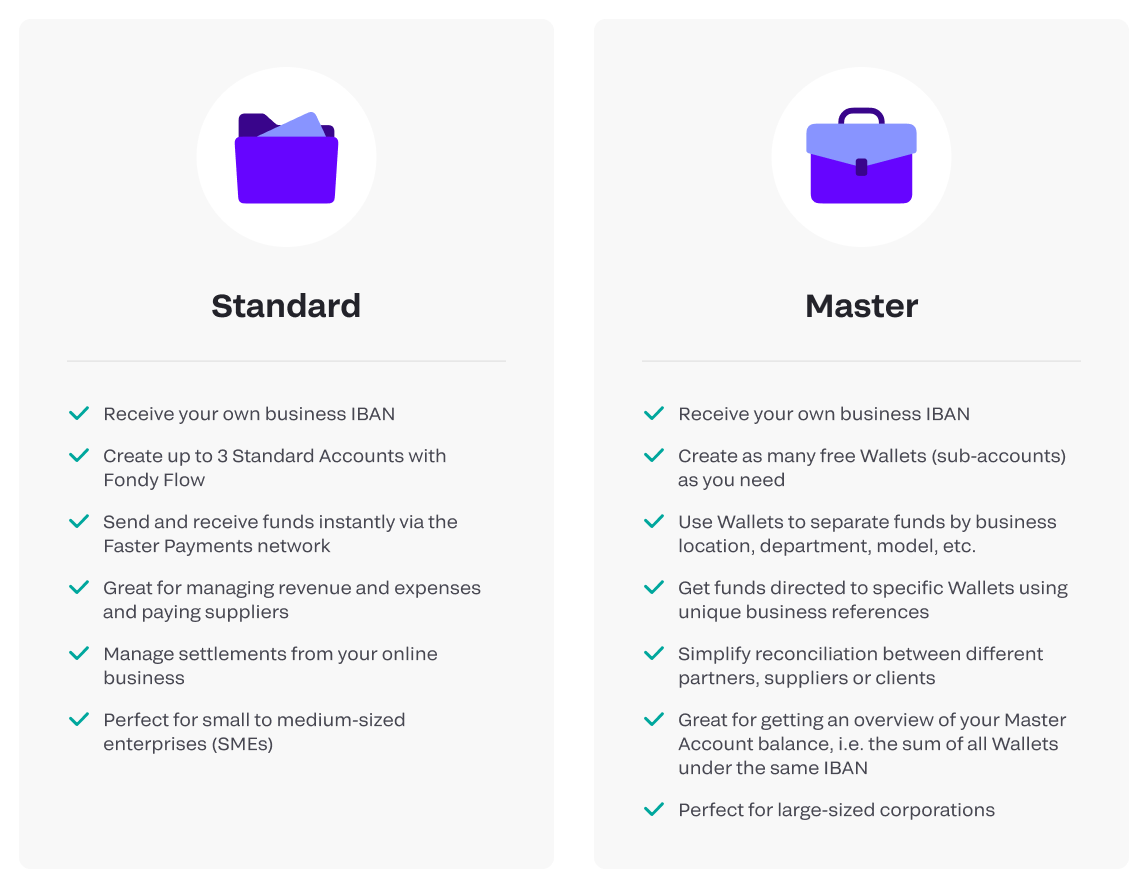 Standard
Receive your own business IBAN
Create up to 3 Standard Accounts with
Fondy Flow
Send and receive funds instantly via the
Faster Payments network
Great for managing revenue and expenses
and paying suppliers
Manage settlements from your online
business
Perfect for small to medium-sized
enterprises (SMEs)
Master
Receive your own business IBAN
Create as many free Wallets (sub-accounts)
as you need
Use Wallets to separate funds by business
location, department, model, etc.
Get funds directed to specific Wallets using
unique business references
Simplify reconciliation between different
partners, suppliers or clients
Great for getting an overview of your Master
Account balance, i.e. the sum of all Wallets
under the same IBAN
Perfect for large-sized corporations